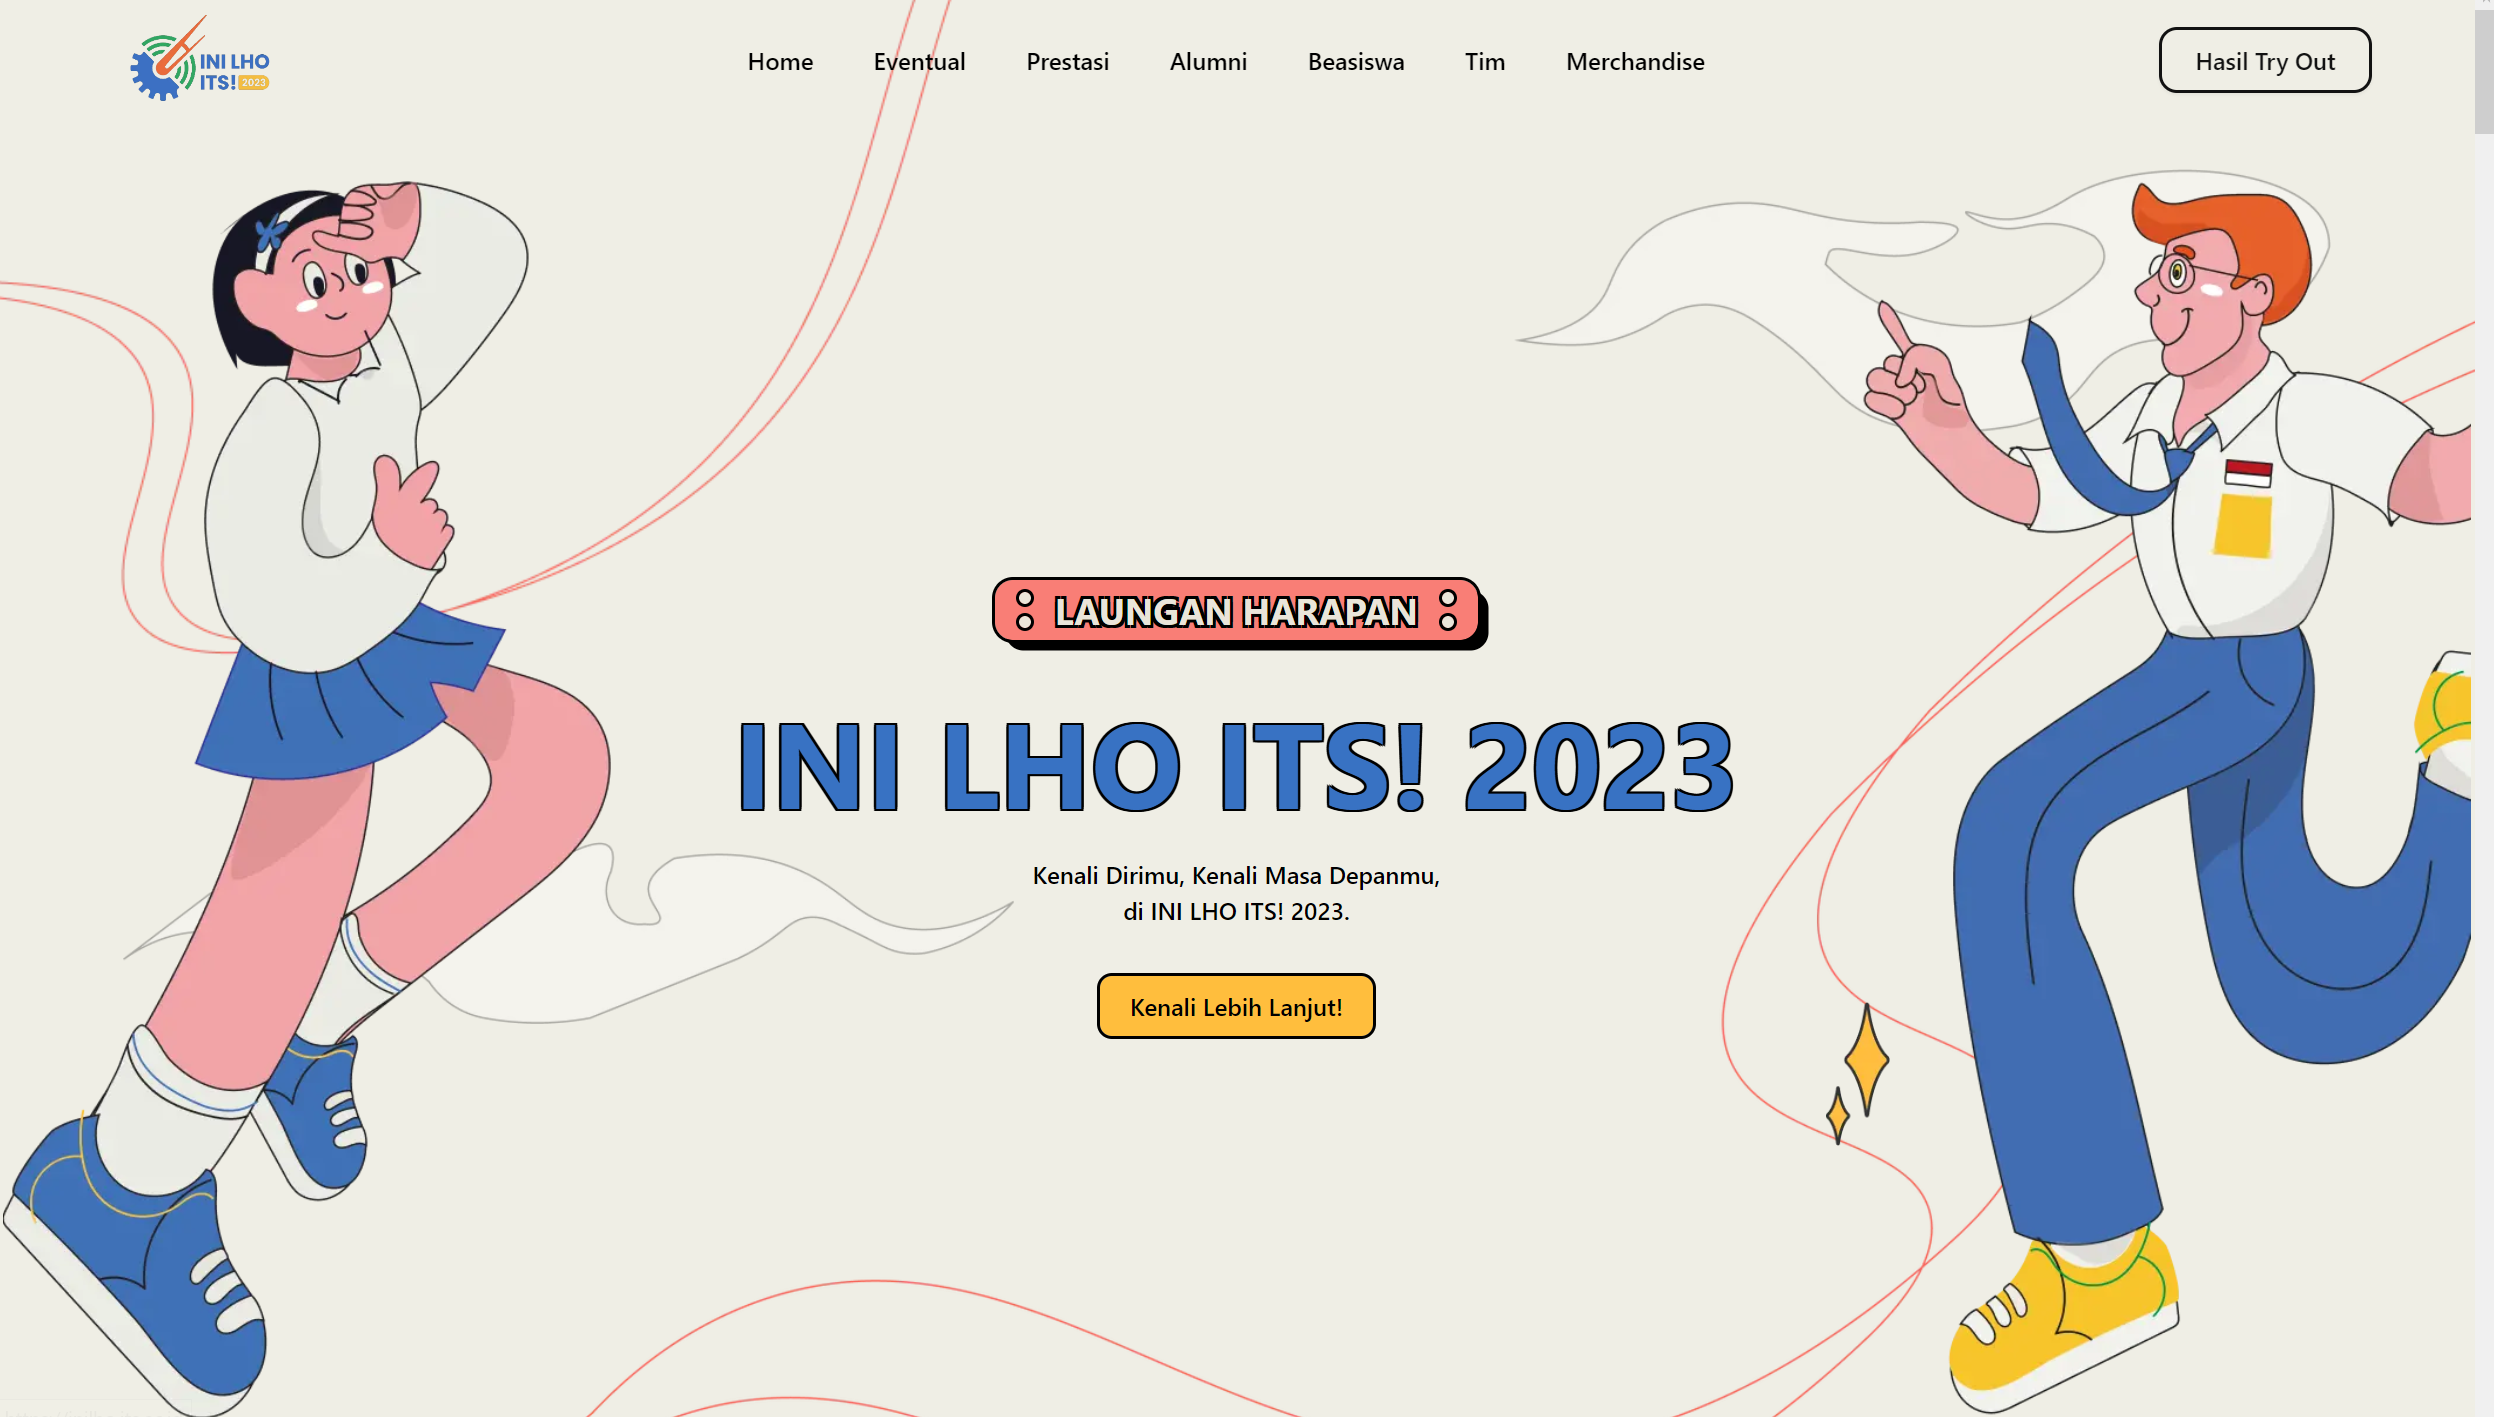 INI LHO
ITS! 2023
Home Eventual Prestasi Alumni Beasiswa Tim Merchandise
Hasil Try Out
LAUNGAN HARAPAN
INI LHO ITS! 2023
Kenali Dirimu, Kenali Masa Depanmu,
di INI LHO ITS! 2023.
Kenali Lebih Lanjut!